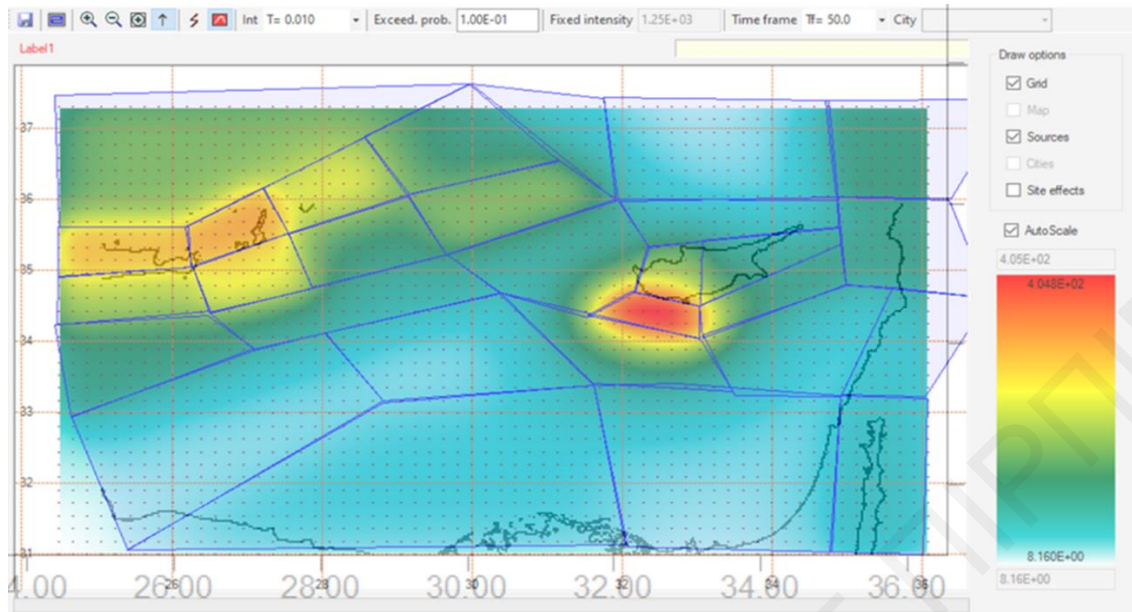 Int T= 0.010 Exceed. prob. 1.00E-01 Fixed intensity 1.25E+03 Time frame Tf= 50.0 City
Label1
Draw options
Grid
Map
Sources
Cities
Site effects
AutoScale
4.05E+02
4.048E+02
8.160E+00
8.16E+00
37
36
35
34
33
32
31
26 28 30 32 34 36
4.00 26.00 28.00 30.00 32.00 34.00 36.00
ΠΙΡΠ